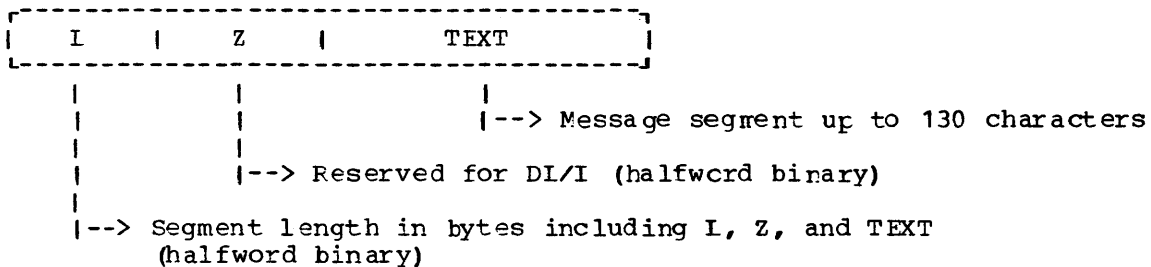 L | Z | TEXT
|--> Message segment up to 130 characters
|--> Reserved for DL/I (halfword binary)
|--> Segment length in bytes including L, Z, and TEXT
(halfword binary)